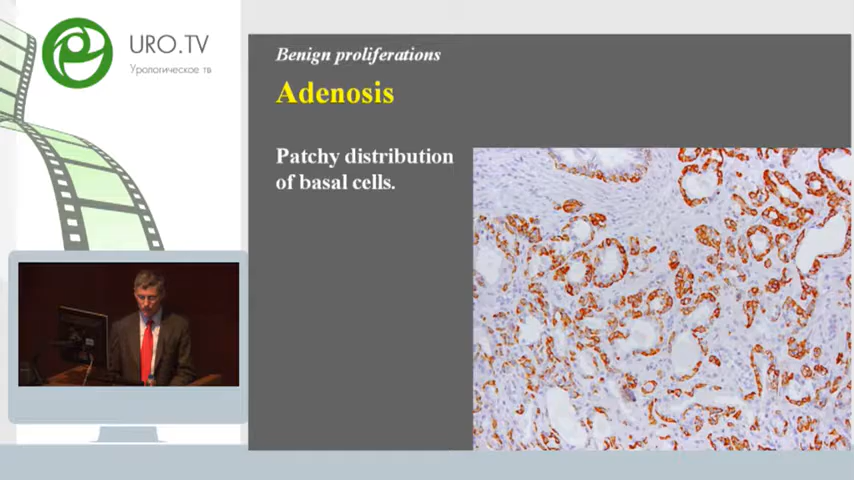 URO.TV
Урологическое тв
Benign proliferations
Adenosis
Patchy distribution
of basal cells.